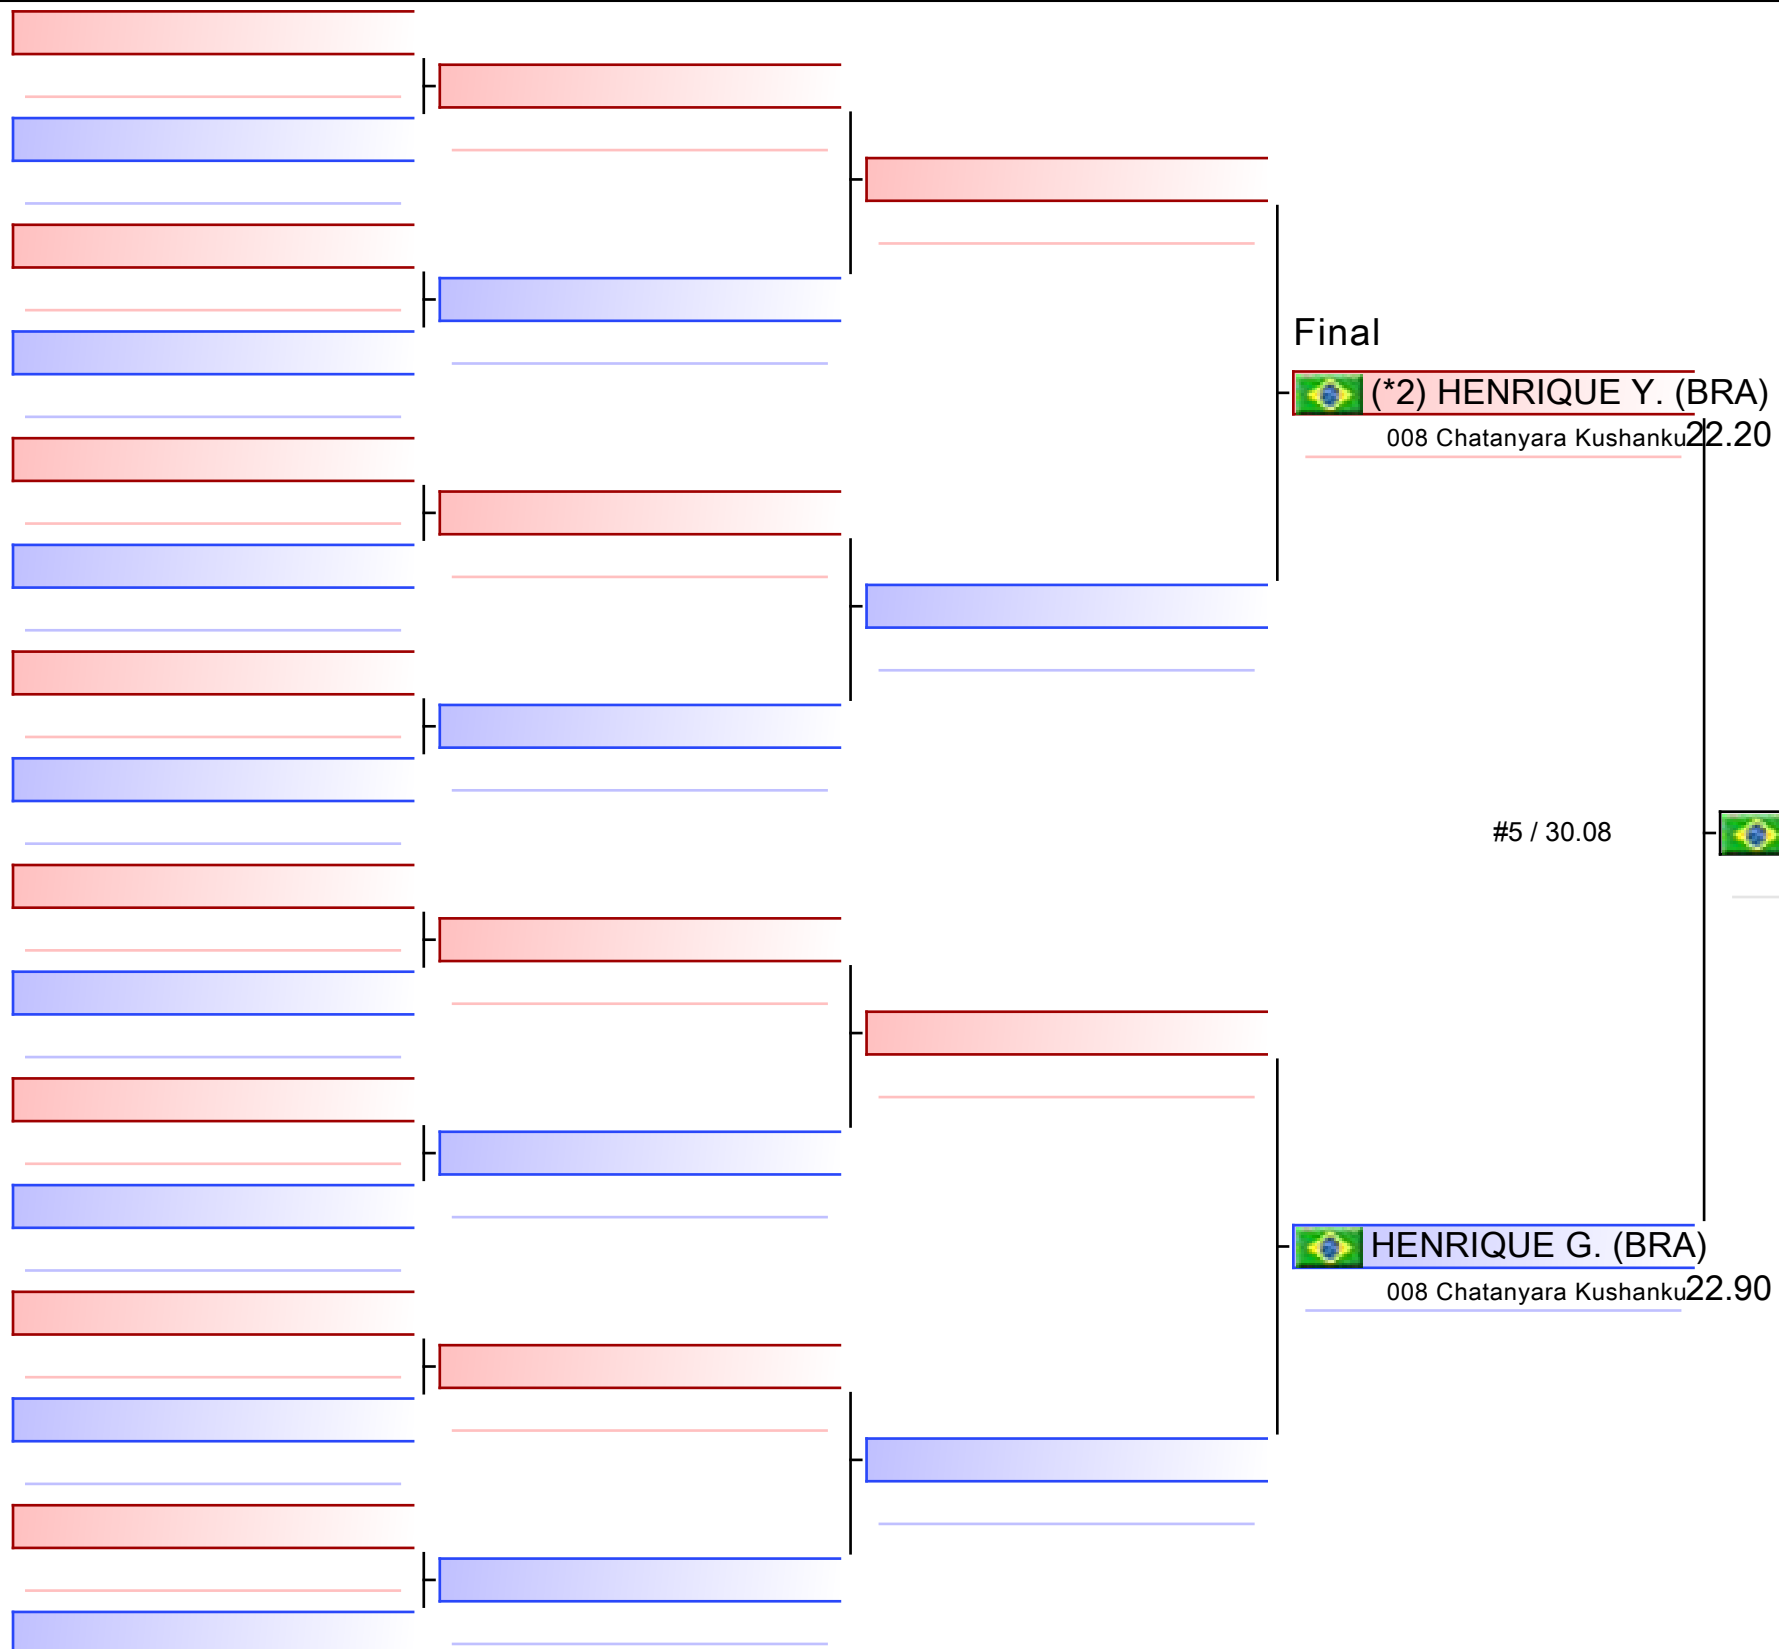 Final
(*2) HENRIQUE Y. (BRA)
008 Chatanyara Kushanku 22.20
#5 / 30.08
HENRIQUE G. (BRA)
008 Chatanyara Kushanku 22.90